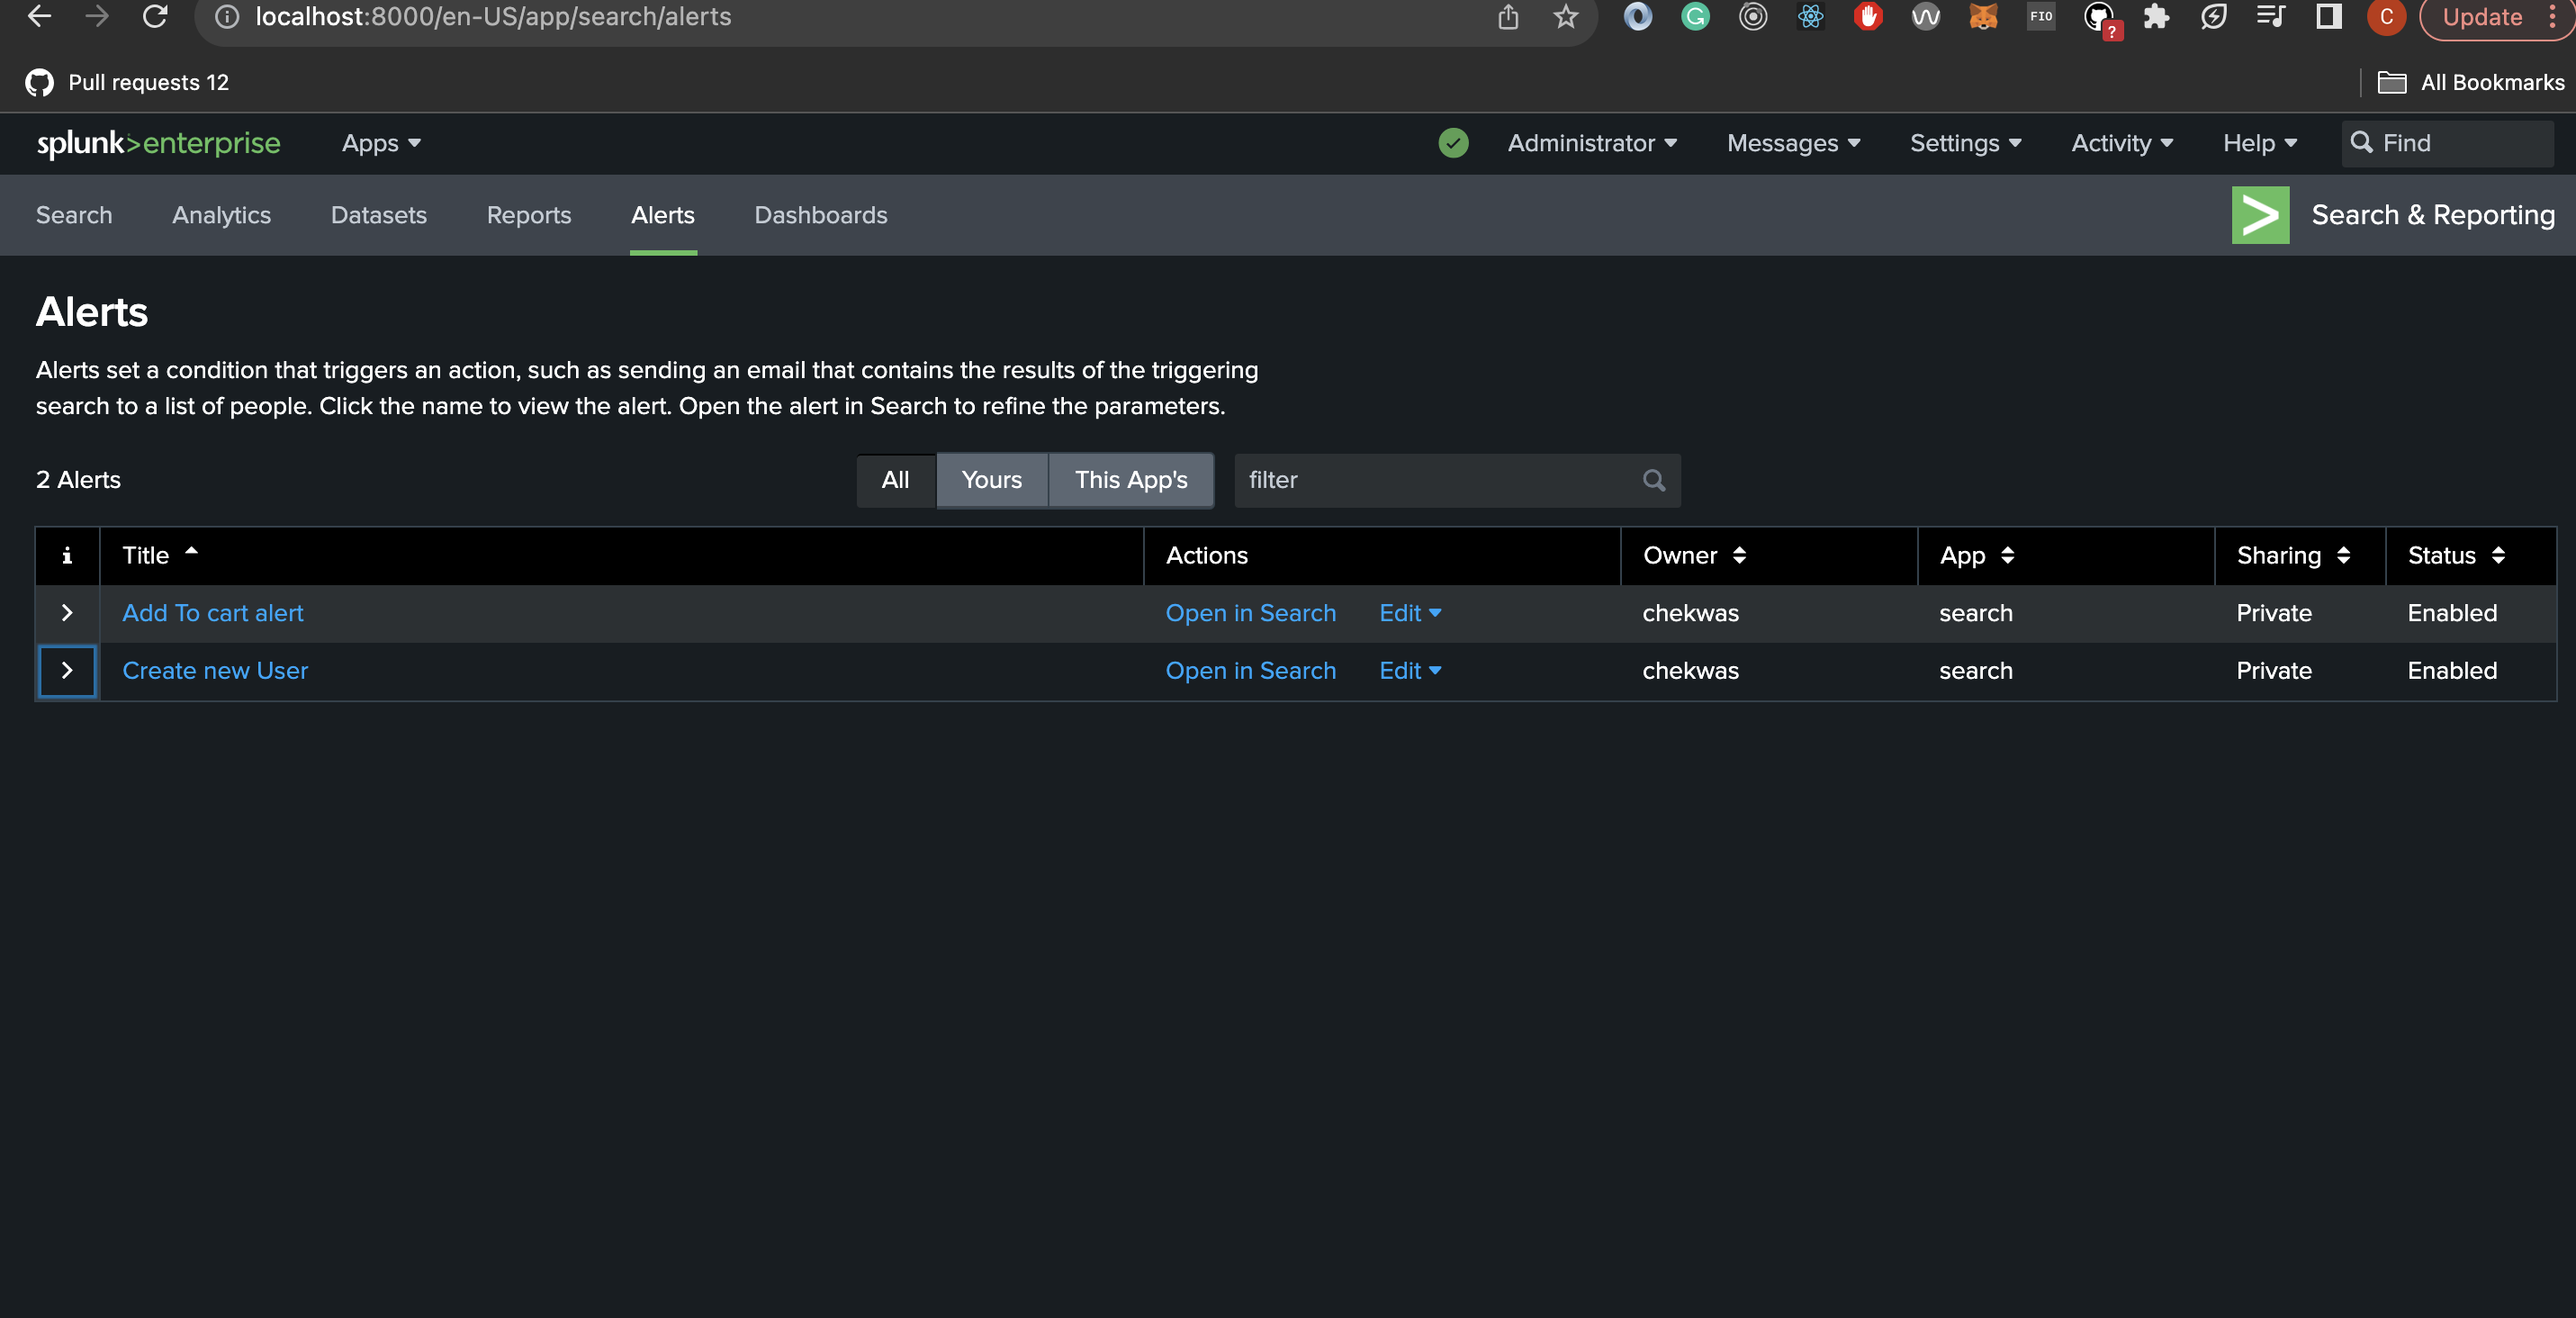 localhost:8000/en-US/app/search/alerts
FIO
?
C
Update
Pull requests 12
All Bookmarks
splunk>enterprise
Apps
Administrator
Messages
Settings
Activity
Help
Find
Search
Analytics
Datasets
Reports
Alerts
Dashboards
Search & Reporting
Alerts
Alerts set a condition that triggers an action, such as sending an email that contains the results of the triggering
search to a list of people. Click the name to view the alert. Open the alert in Search to refine the parameters.
2 Alerts
All
Yours
This App's
filter
i Title Actions Owner App Sharing Status
Add To cart alert Open in Search Edit chekwas search Private Enabled
Create new User Open in Search Edit chekwas search Private Enabled